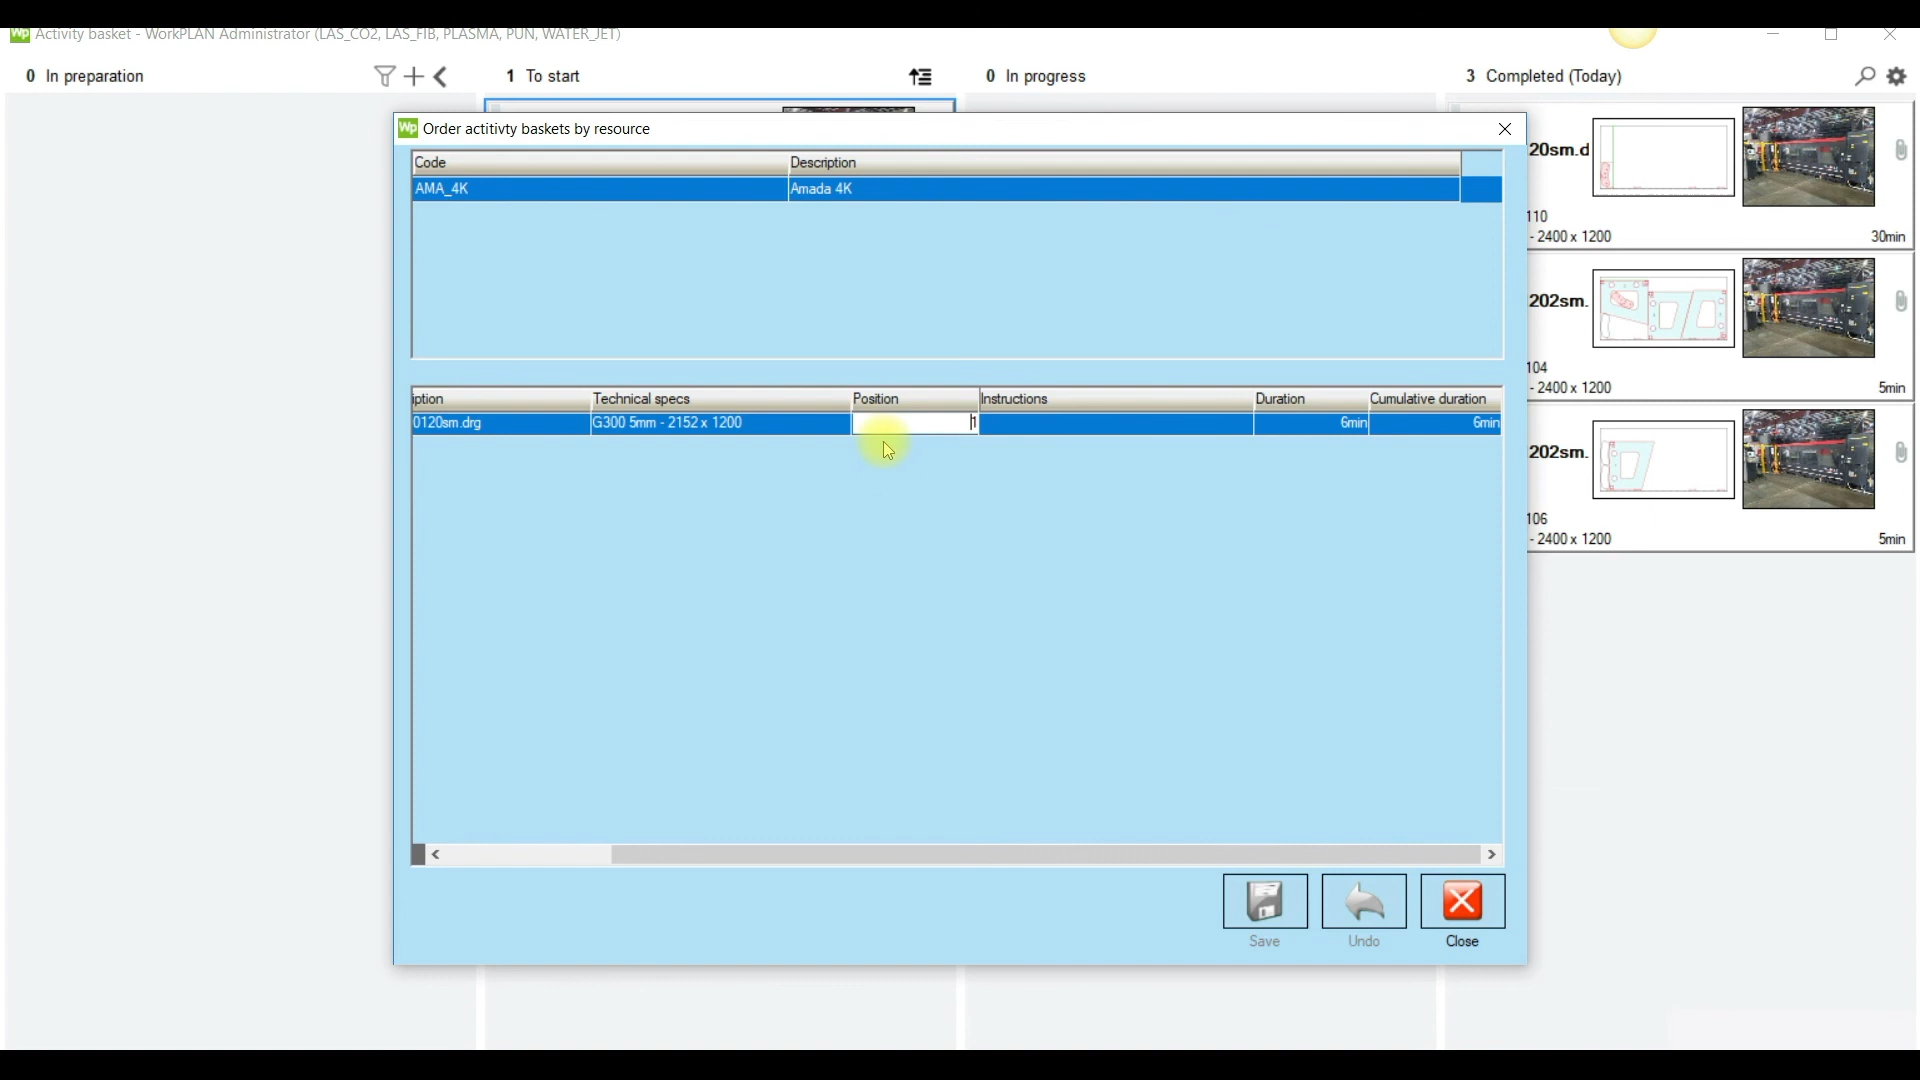 Wp Activity basket - WorkPLAN Administrator (LAS_CO2, LAS_FIB, PLASMA, PUN, WATER_JET)
0 In preparation
1 To start
0 In progress
3 Completed (Today)
Wp Order actitivty baskets by resource
Code Description
AMA_4K Amada 4K
iption Technical specs Position Instructions Duration Cumulative duration
0120sm.drg G300 5mm - 2152 x 1200 1 6min 6min
Save Undo Close
20sm.d
110
- 2400 x 1200 30min
202sm.
104
- 2400 x 1200 5min
202sm.
106
- 2400 x 1200 5min